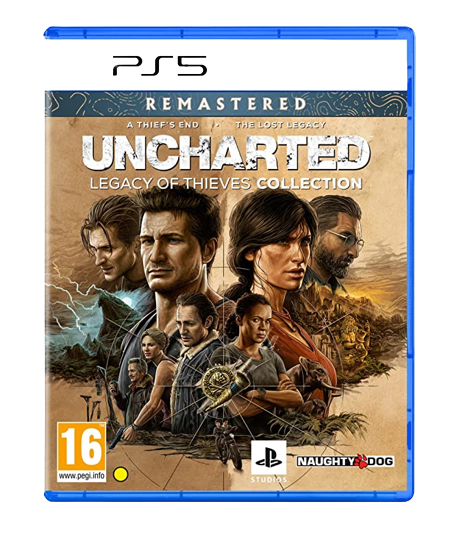 PS5
REMASTERED
A THIEF'S END · THE LOST LEGACY
UNCHARTED
LEGACY OF THIEVES COLLECTION
16
www.pegi.info
STUDIOS
NAUGHTY DOG